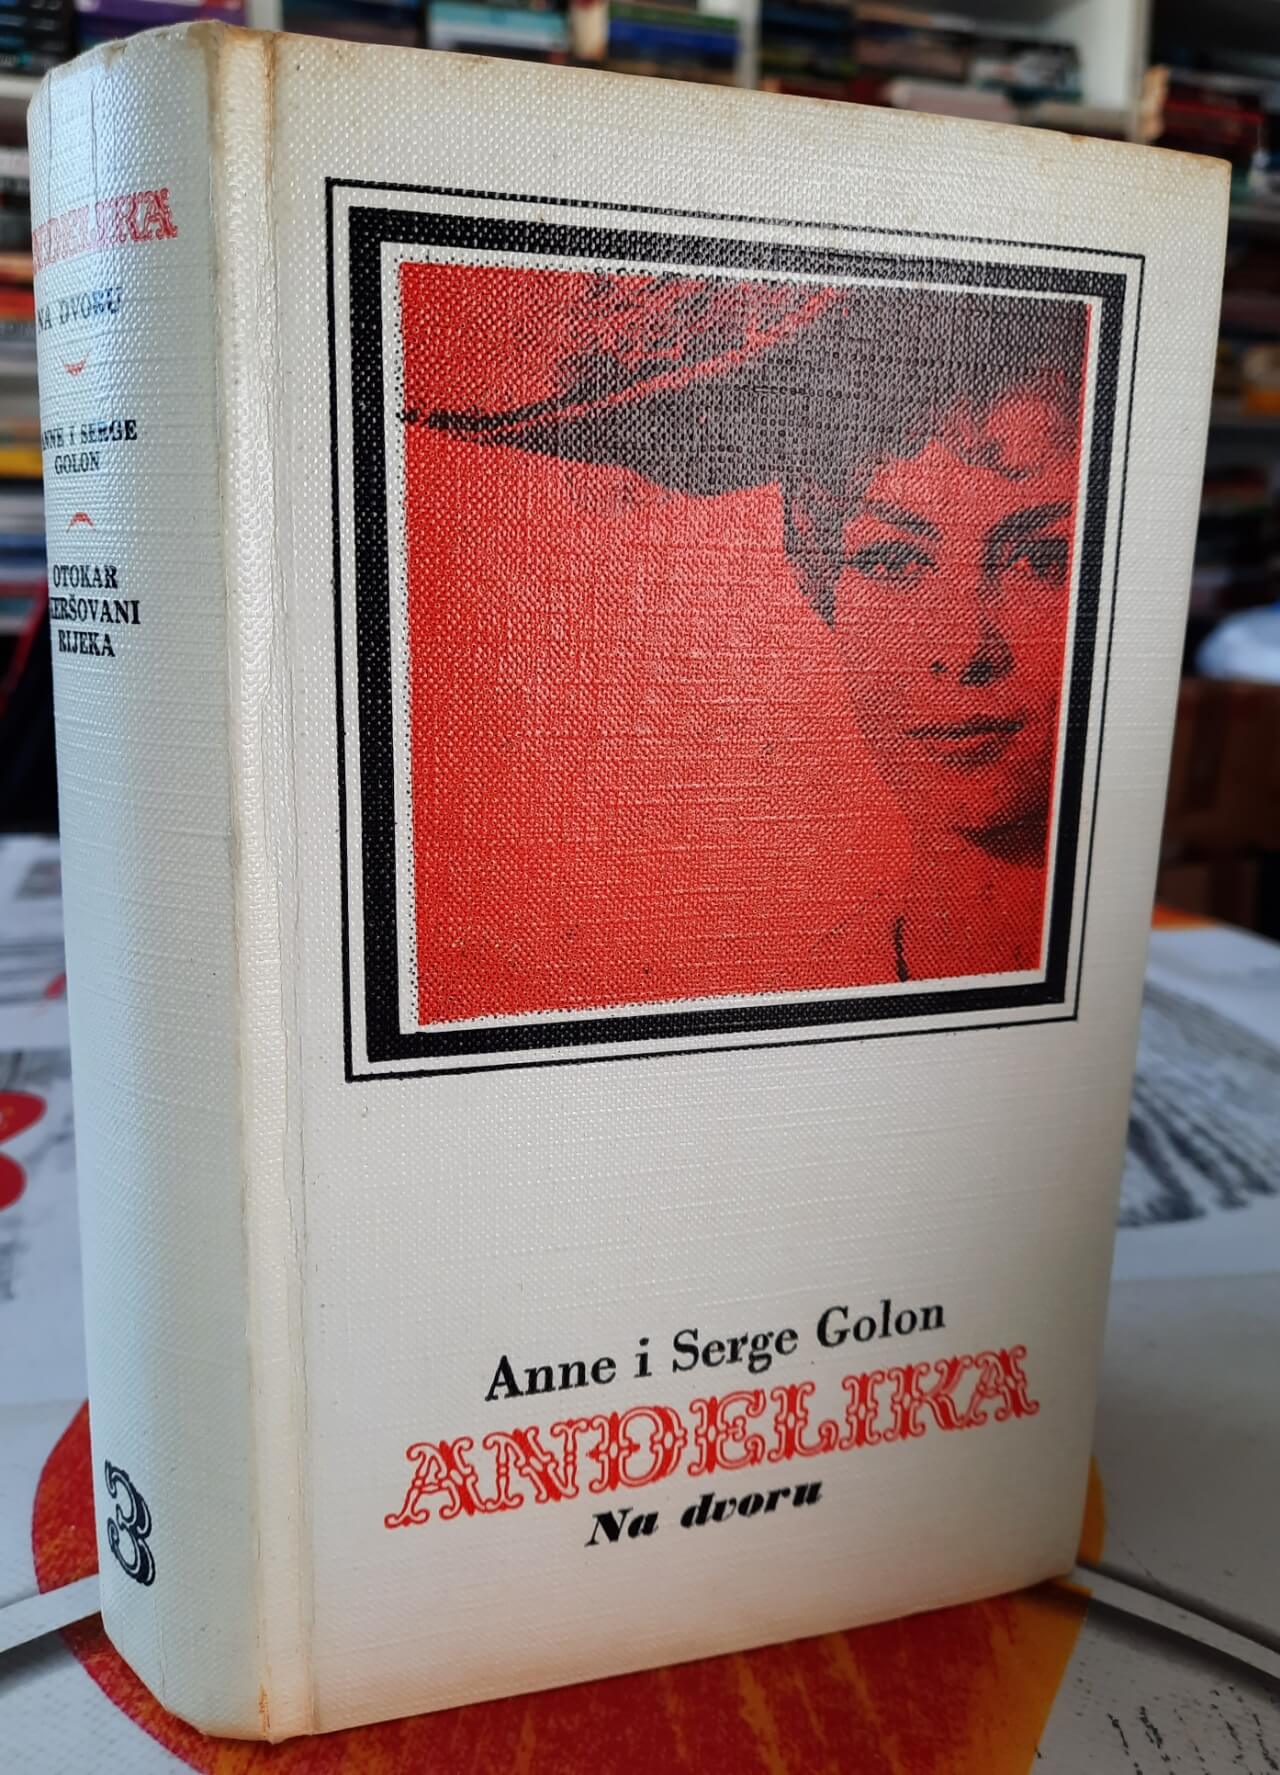 ANĐELIKA
NA DVORU
ANNE I SERGE
GOLON
OTOKAR
KERŠOVANI
RIJEKA
3
Anne i Serge Golon
ANĐELIKA
Na dvoru